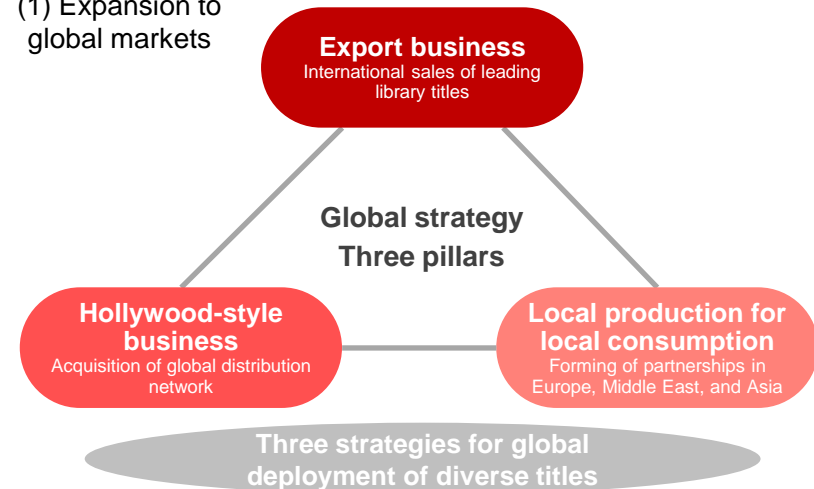 (1) Expansion to
global markets
Export business
International sales of leading
library titles
Global strategy
Three pillars
Hollywood-style
business
Acquisition of global distribution
network
Local production for
local consumption
Forming of partnerships in
Europe, Middle East, and Asia
Three strategies for global
deployment of diverse titles